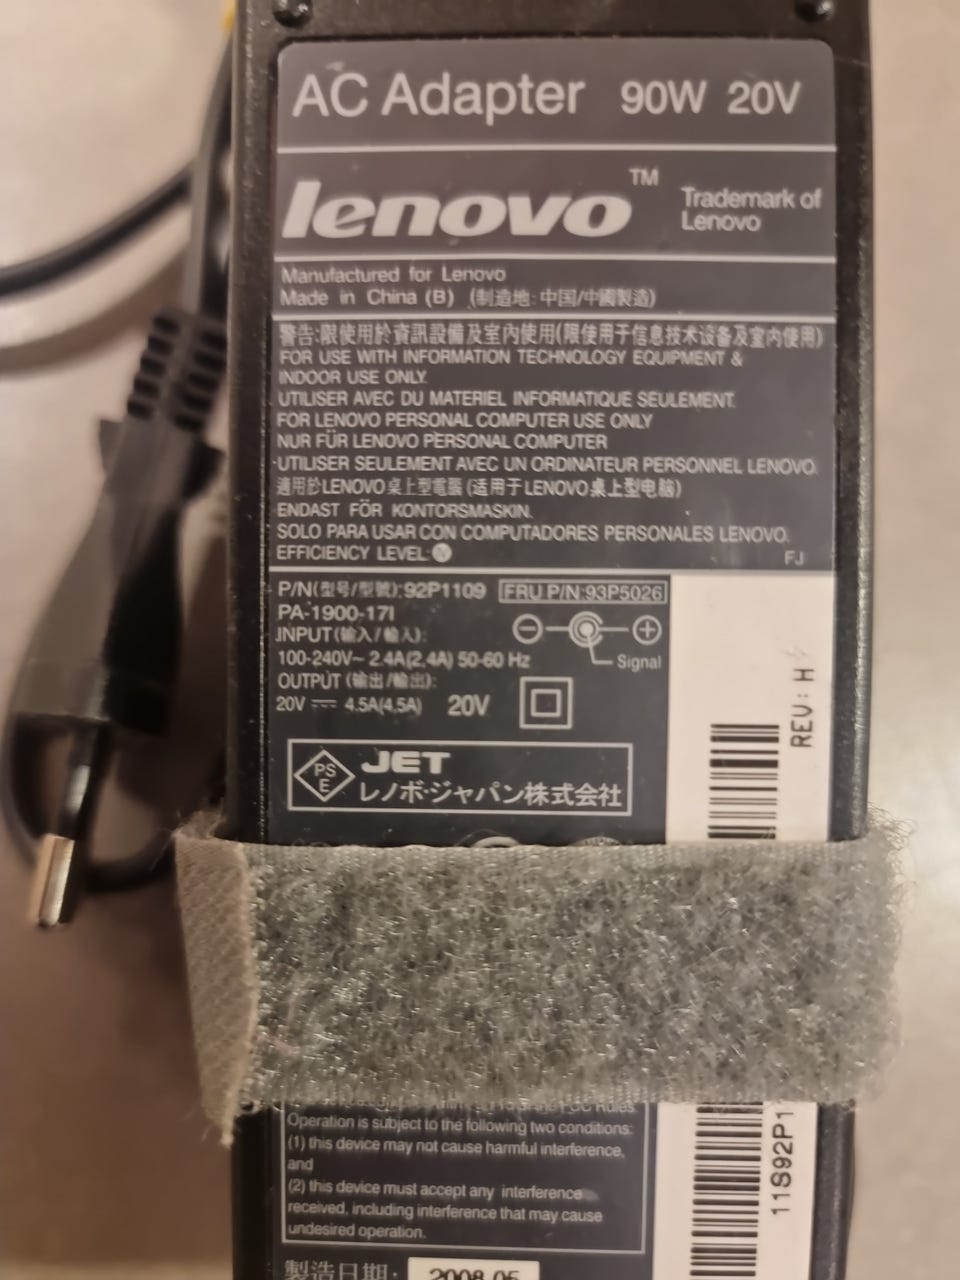 AC Adapter 90W 20V
lenovo TM Trademark of Lenovo
Manufactured for Lenovo
Made in China (B) (制造地: 中国/中國製造)
警告:限使用於資訊設備及室內使用(限使用于信息技术设备及室内使用)
FOR USE WITH INFORMATION TECHNOLOGY EQUIPMENT &
INDOOR USE ONLY.
UTILISER AVEC DU MATERIEL INFORMATIQUE SEULEMENT.
FOR LENOVO PERSONAL COMPUTER USE ONLY
NUR FÜR LENOVO PERSONAL COMPUTER
UTILISER SEULEMENT AVEC UN ORDINATEUR PERSONNEL LENOVO.
適用於LENOVO桌上型電腦 (适用于LENOVO桌上型电脑)
ENDAST FÖR KONTORSMASKIN.
SOLO PARA USAR CON COMPUTADORES PERSONALES LENOVO.
EFFICIENCY LEVEL IV FJ
P/N(型号/型號):92P1109 FRU P/N:93P5026
PA-1900-17I
INPUT(输入/輸入):
100-240V~ 2.4A(2.4A) 50-60 Hz
Signal
OUTPUT (输出/輸出):
20V ⎓ 4.5A(4.5A) 20V
REV: H
PS
E
JET
レノボ・ジャパン株式会社
FCC Rules.
Operation is subject to the following two conditions:
(1) this device may not cause harmful interference,
and
(2) this device must accept any interference
received, including interference that may cause
undesired operation.
11S92P1
製造日期: 2008.05